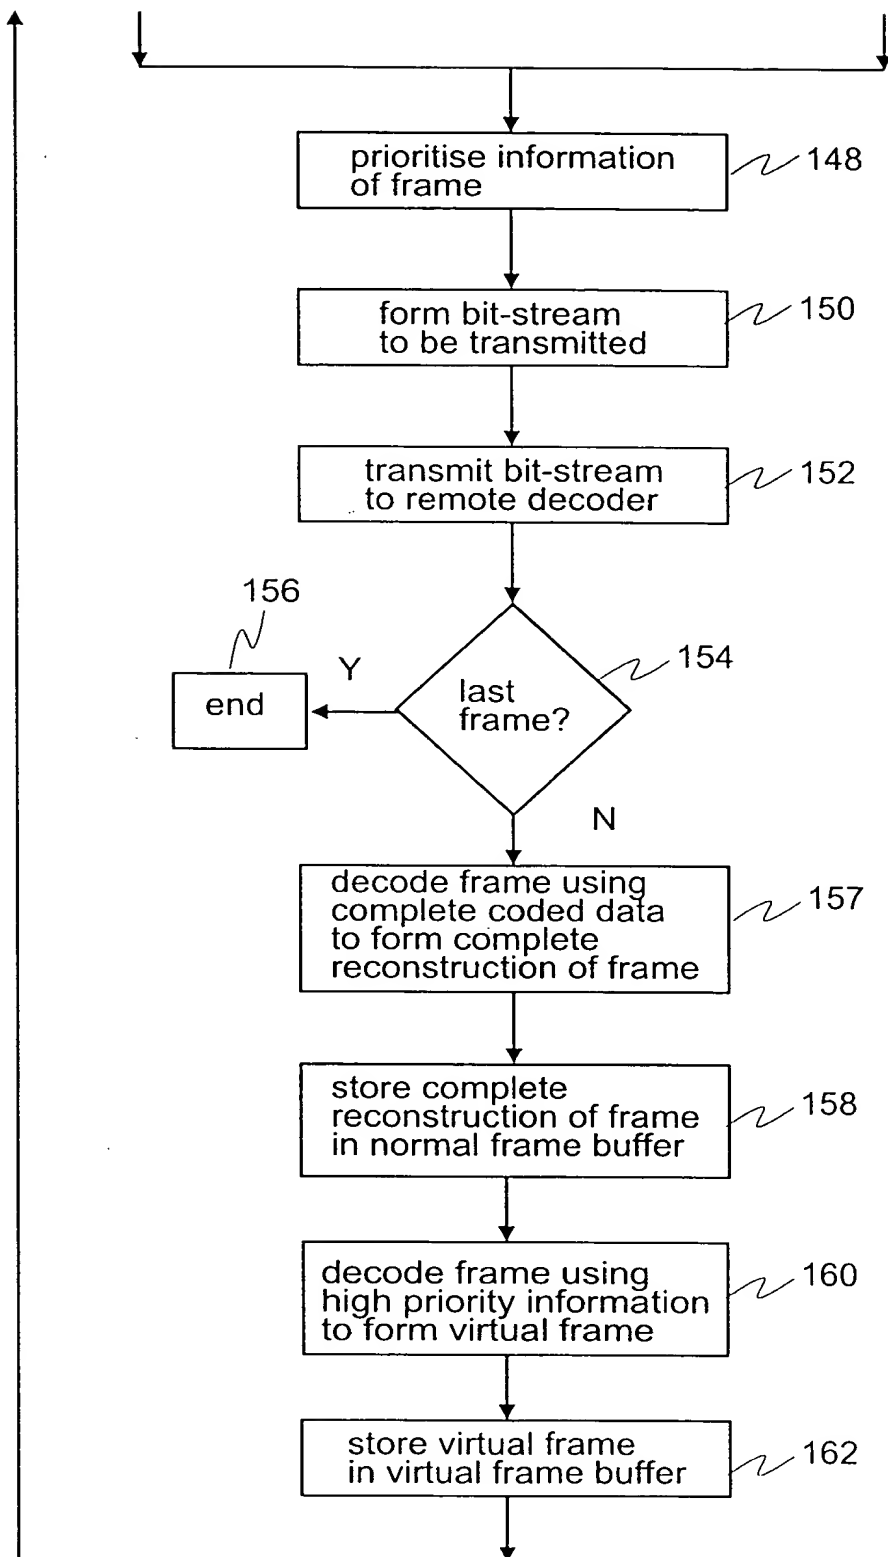 prioritise information
of frame
148
form bit-stream
to be transmitted
150
transmit bit-stream
to remote decoder
152
156
end
Y
last
frame?
154
N
decode frame using
complete coded data
to form complete
reconstruction of frame
157
store complete
reconstruction of frame
in normal frame buffer
158
decode frame using
high priority information
to form virtual frame
160
store virtual frame
in virtual frame buffer
162